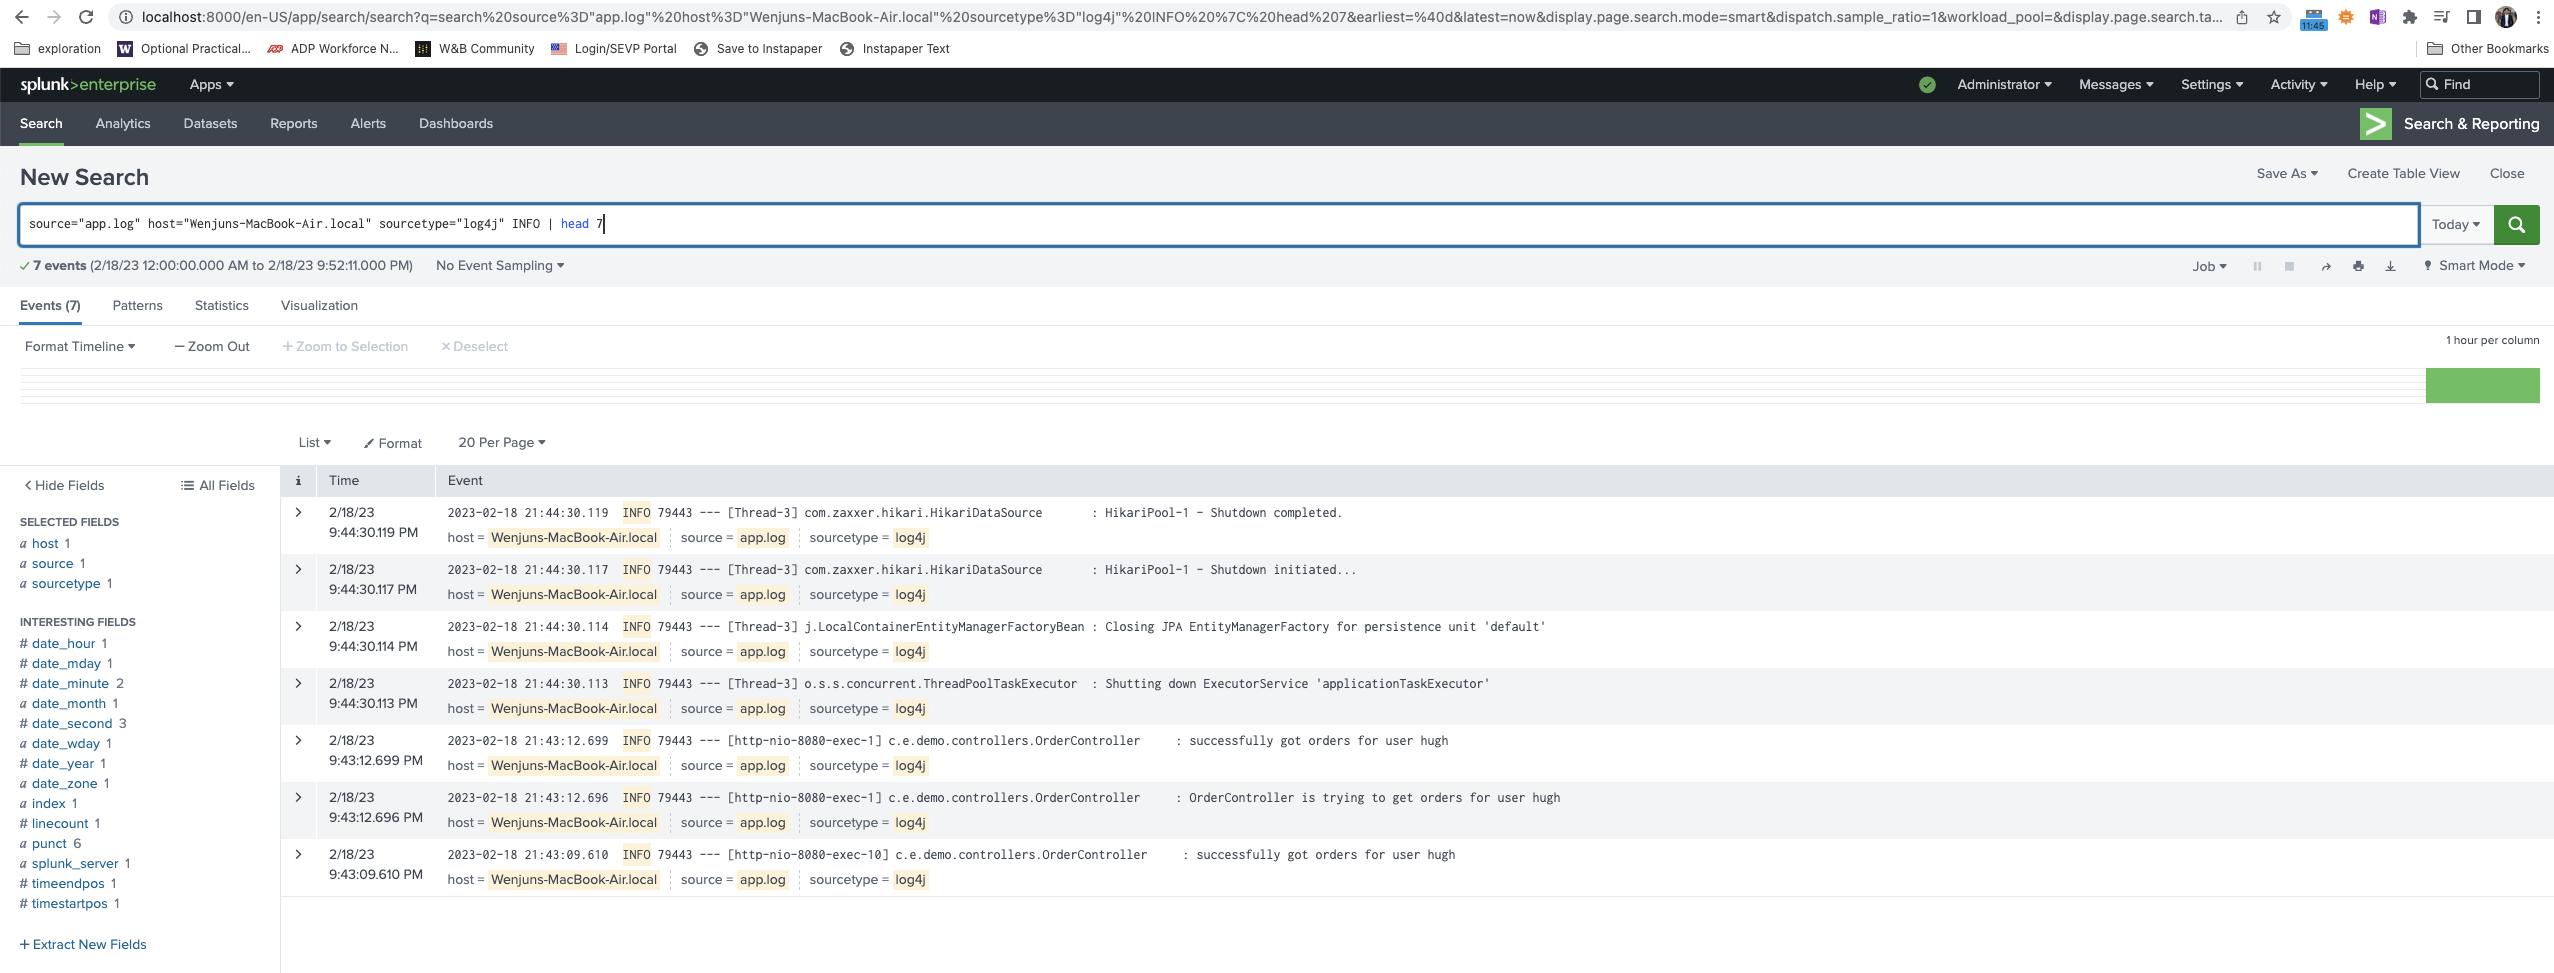 localhost:8000/en-US/app/search/search?q=search%20source%3D"app.log"%20host%3D"Wenjuns-MacBook-Air.local"%20sourcetype%3D"log4j"%20INFO%20%7C%20head%207&earliest=%40d&latest=now&display.page.search.mode=smart&dispatch.sample_ratio=1&workload_pool=&display.page.search.ta...
11:45
exploration W Optional Practical... ADP Workforce N... W&B Community Login/SEVP Portal Save to Instapaper Instapaper Text Other Bookmarks
splunk>enterprise Apps Administrator Messages Settings Activity Help Find
Search Analytics Datasets Reports Alerts Dashboards Search & Reporting
New Search Save As Create Table View Close
source="app.log" host="Wenjuns-MacBook-Air.local" sourcetype="log4j" INFO | head 7 Today
7 events (2/18/23 12:00:00.000 AM to 2/18/23 9:52:11.000 PM) No Event Sampling Job Smart Mode
Events (7) Patterns Statistics Visualization
Format Timeline — Zoom Out + Zoom to Selection × Deselect 1 hour per column
List Format 20 Per Page
< Hide Fields All Fields
SELECTED FIELDS
a host 1
a source 1
a sourcetype 1
INTERESTING FIELDS
# date_hour 1
# date_mday 1
# date_minute 2
a date_month 1
# date_second 3
a date_wday 1
# date_year 1
a date_zone 1
a index 1
# linecount 1
a punct 6
a splunk_server 1
# timeendpos 1
# timestartpos 1
+ Extract New Fields
i Time Event
2/18/23 9:44:30.119 PM
2023-02-18 21:44:30.119 INFO 79443 --- [Thread-3] com.zaxxer.hikari.HikariDataSource : HikariPool-1 - Shutdown completed.
host = Wenjuns-MacBook-Air.local source = app.log sourcetype = log4j
2/18/23 9:44:30.117 PM
2023-02-18 21:44:30.117 INFO 79443 --- [Thread-3] com.zaxxer.hikari.HikariDataSource : HikariPool-1 - Shutdown initiated...
host = Wenjuns-MacBook-Air.local source = app.log sourcetype = log4j
2/18/23 9:44:30.114 PM
2023-02-18 21:44:30.114 INFO 79443 --- [Thread-3] j.LocalContainerEntityManagerFactoryBean : Closing JPA EntityManagerFactory for persistence unit 'default'
host = Wenjuns-MacBook-Air.local source = app.log sourcetype = log4j
2/18/23 9:44:30.113 PM
2023-02-18 21:44:30.113 INFO 79443 --- [Thread-3] o.s.s.concurrent.ThreadPoolTaskExecutor : Shutting down ExecutorService 'applicationTaskExecutor'
host = Wenjuns-MacBook-Air.local source = app.log sourcetype = log4j
2/18/23 9:43:12.699 PM
2023-02-18 21:43:12.699 INFO 79443 --- [http-nio-8080-exec-1] c.e.demo.controllers.OrderController : successfully got orders for user hugh
host = Wenjuns-MacBook-Air.local source = app.log sourcetype = log4j
2/18/23 9:43:12.696 PM
2023-02-18 21:43:12.696 INFO 79443 --- [http-nio-8080-exec-1] c.e.demo.controllers.OrderController : OrderController is trying to get orders for user hugh
host = Wenjuns-MacBook-Air.local source = app.log sourcetype = log4j
2/18/23 9:43:09.610 PM
2023-02-18 21:43:09.610 INFO 79443 --- [http-nio-8080-exec-10] c.e.demo.controllers.OrderController : successfully got orders for user hugh
host = Wenjuns-MacBook-Air.local source = app.log sourcetype = log4j